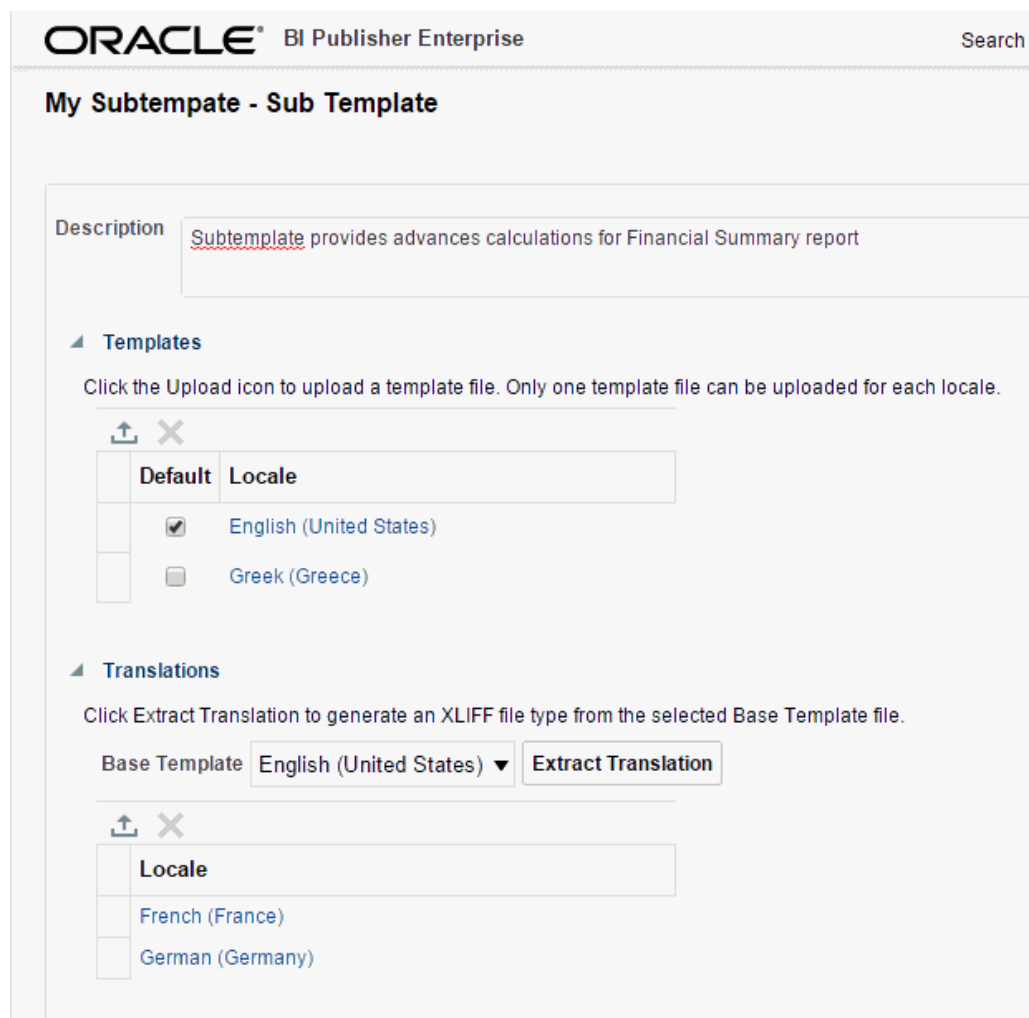 ORACLE® BI Publisher Enterprise Search
My Subtempate - Sub Template
Description Subtemplate provides advances calculations for Financial Summary report
Templates
Click the Upload icon to upload a template file. Only one template file can be uploaded for each locale.
Default Locale
English (United States)
Greek (Greece)
Translations
Click Extract Translation to generate an XLIFF file type from the selected Base Template file.
Base Template English (United States) Extract Translation
Locale
French (France)
German (Germany)